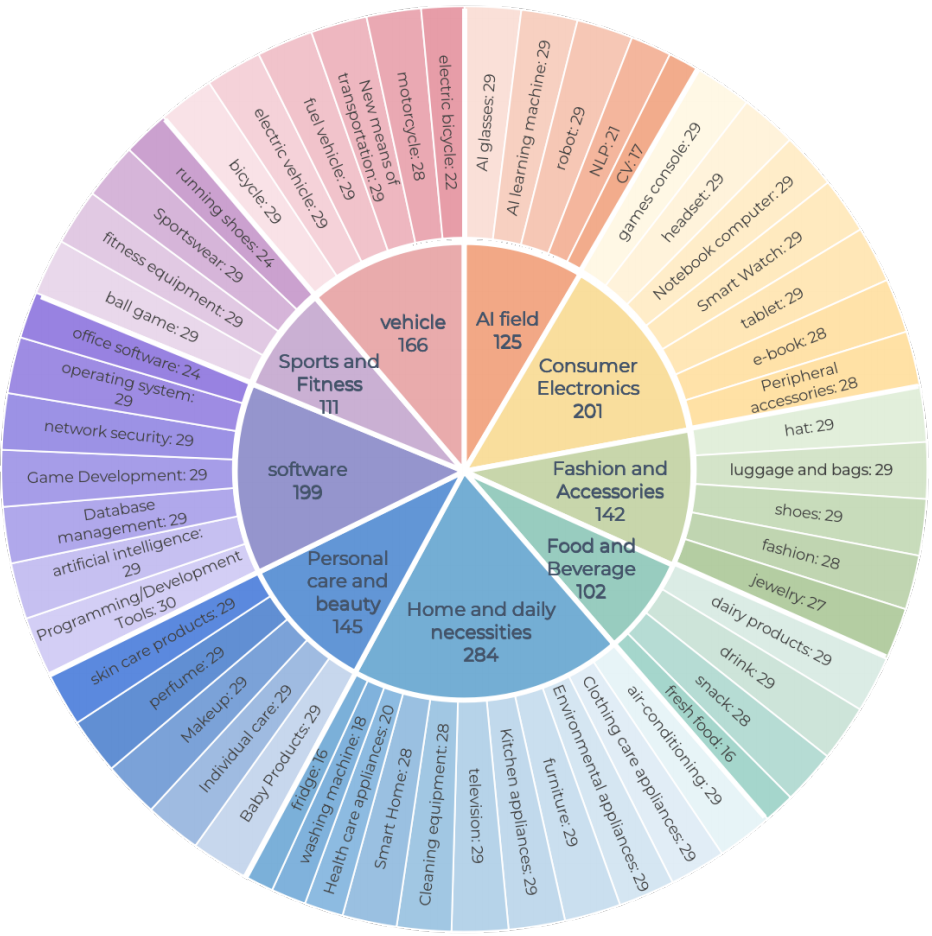 AI field
125
AI glasses: 29
AI learning machine: 29
robot: 29
NLP: 21
CV: 17
Consumer
Electronics
201
games console: 29
headset: 29
Notebook computer: 29
Smart Watch: 29
tablet: 29
e-book: 28
Peripheral
accessories: 28
Fashion and
Accessories
142
hat: 29
luggage and bags: 29
shoes: 29
fashion: 28
jewelry: 27
Food and
Beverage
102
dairy products: 29
drink: 29
snack: 28
fresh food: 16
Home and daily
necessities
284
air-conditioning: 29
Clothing care appliances: 29
Environmental appliances: 29
furniture: 29
Kitchen appliances: 29
television: 29
Cleaning equipment: 28
Smart Home: 28
Health care appliances: 20
washing machine: 18
fridge: 16
Personal
care and
beauty
145
Baby Products: 29
Individual care: 29
Makeup: 29
perfume: 29
skin care products: 29
software
199
Programming/Development
Tools: 30
artificial intelligence:
29
Database
management: 29
Game Development: 29
network security: 29
operating system:
29
office software: 24
Sports and
Fitness
111
ball game: 29
fitness equipment: 29
Sportswear: 29
running shoes: 24
vehicle
166
bicycle: 29
electric vehicle: 29
fuel vehicle: 29
New means of
transportation: 29
motorcycle: 28
electric bicycle: 22